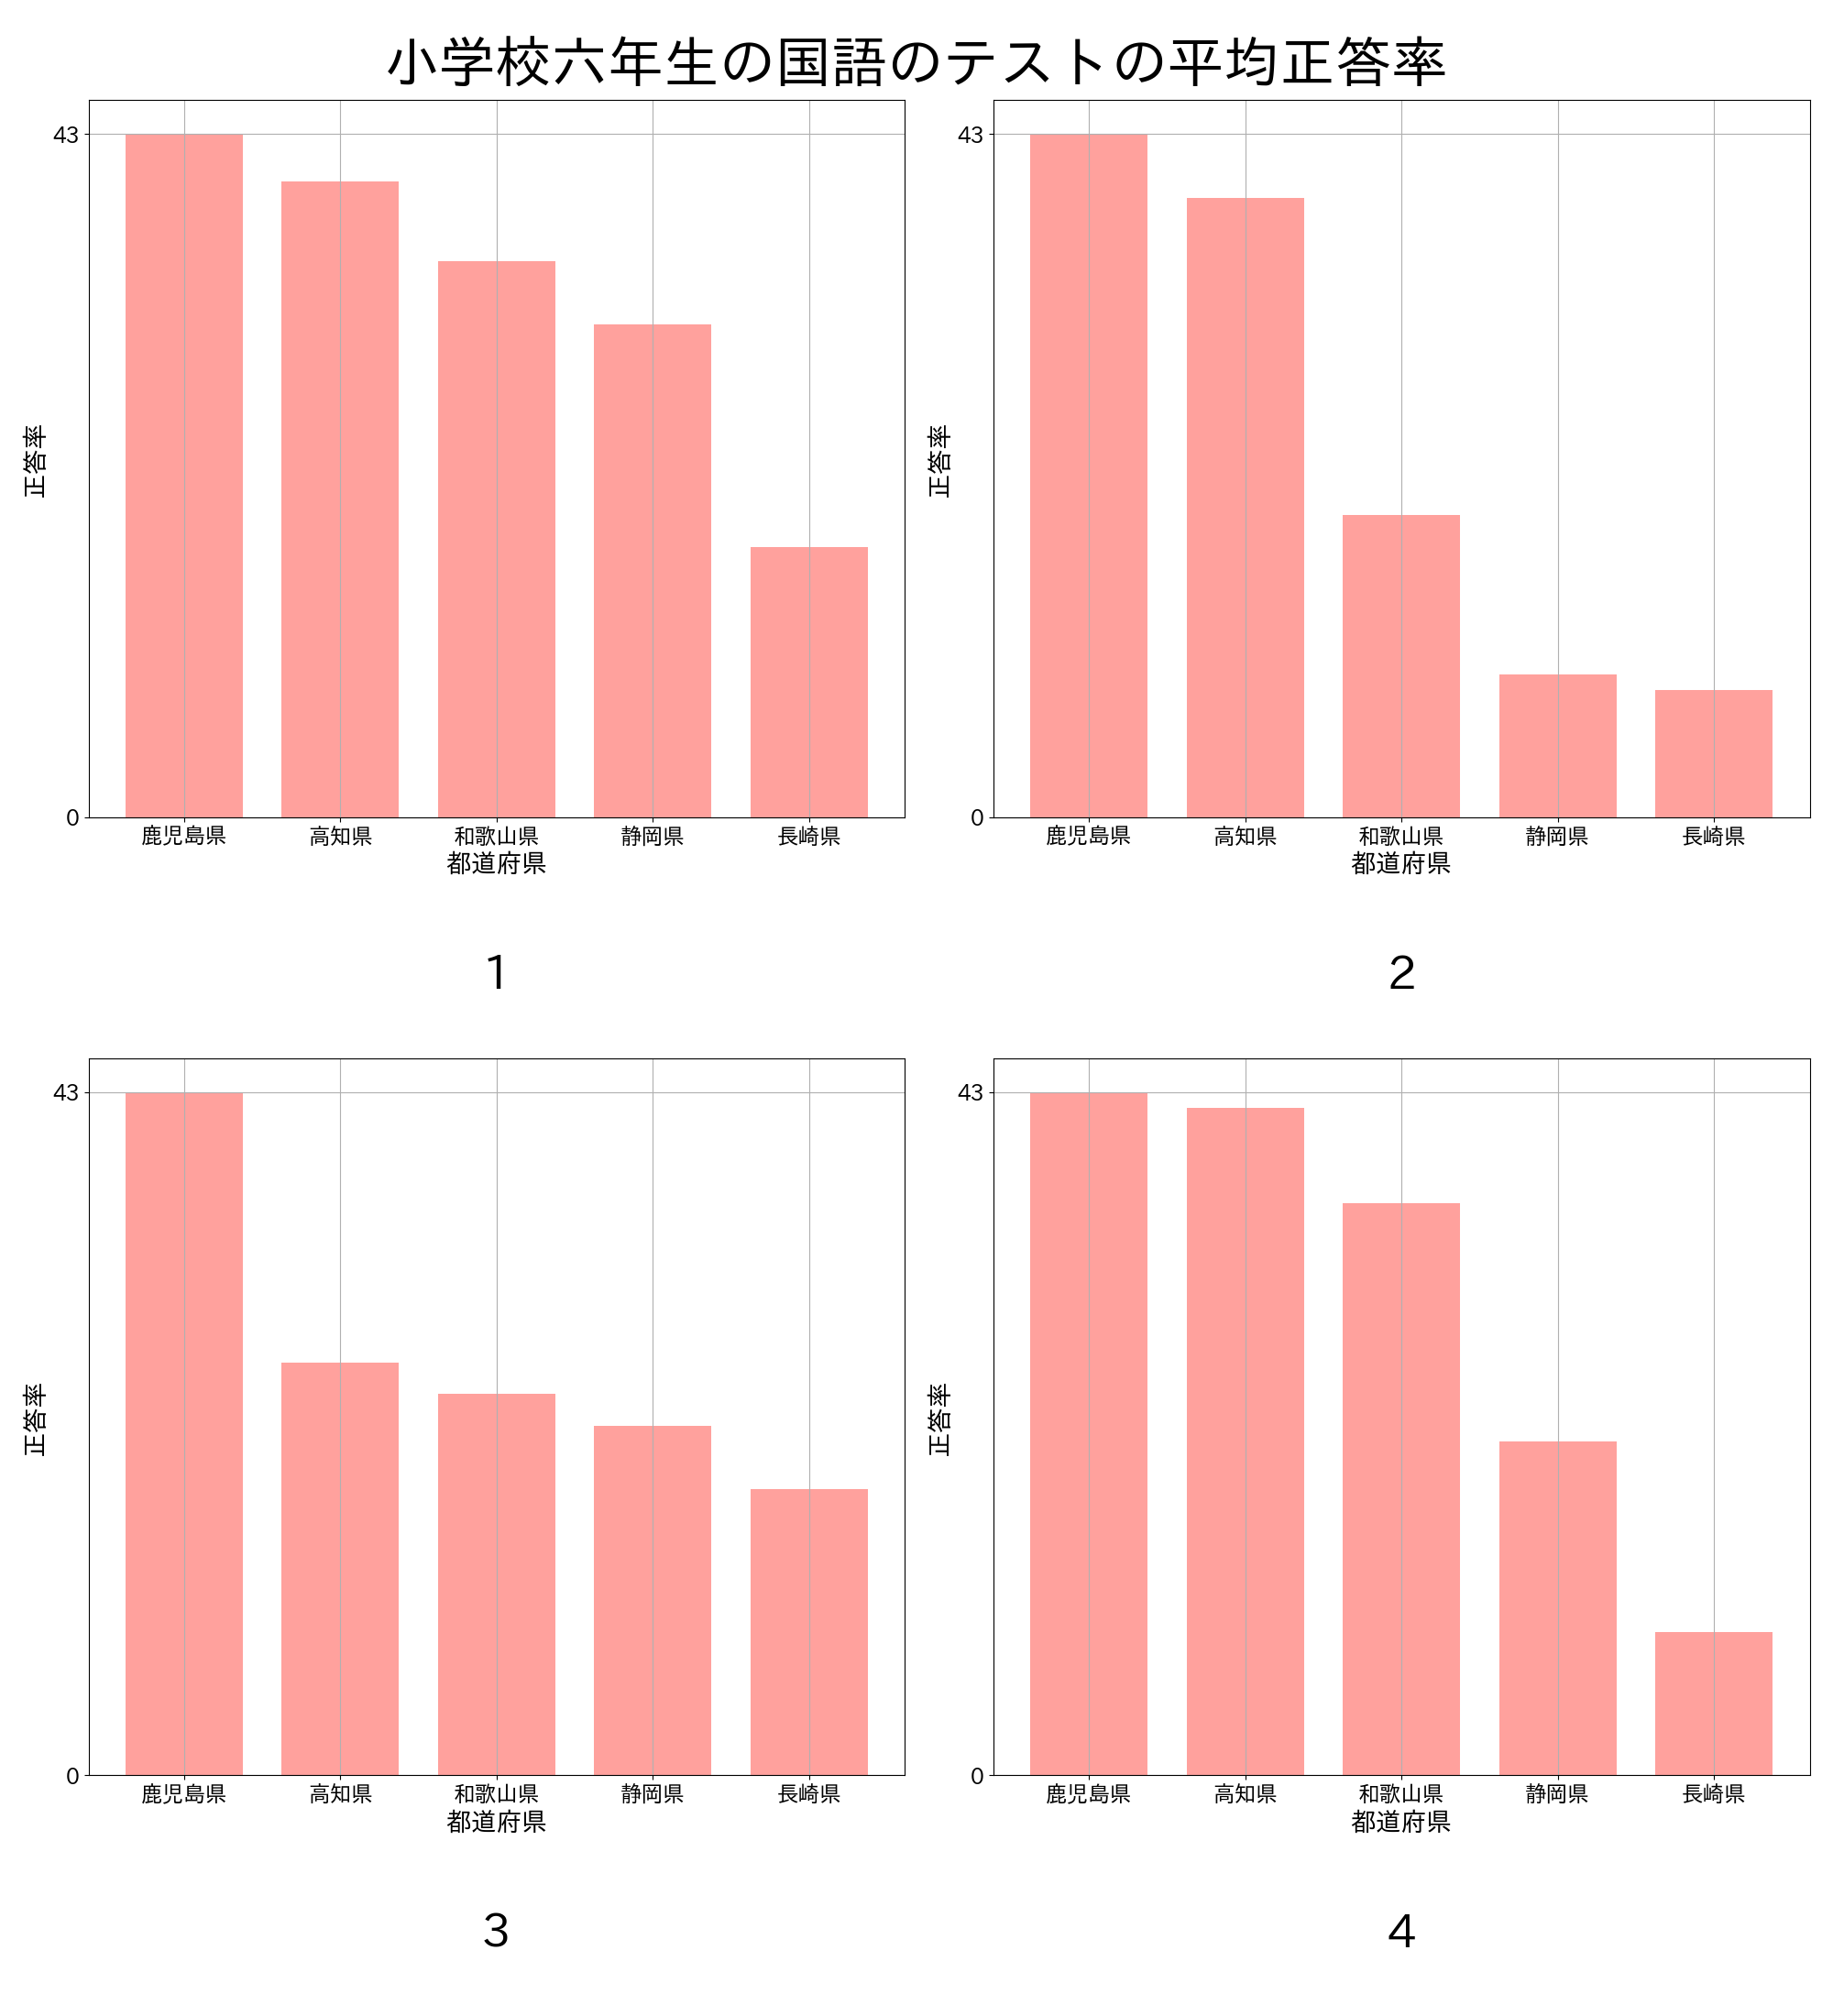 小学校六年生の国語のテストの平均正答率
43
0
正答率
鹿児島県 高知県 和歌山県 静岡県 長崎県
都道府県
1
43
0
正答率
鹿児島県 高知県 和歌山県 静岡県 長崎県
都道府県
2
43
0
正答率
鹿児島県 高知県 和歌山県 静岡県 長崎県
都道府県
3
43
0
正答率
鹿児島県 高知県 和歌山県 静岡県 長崎県
都道府県
4